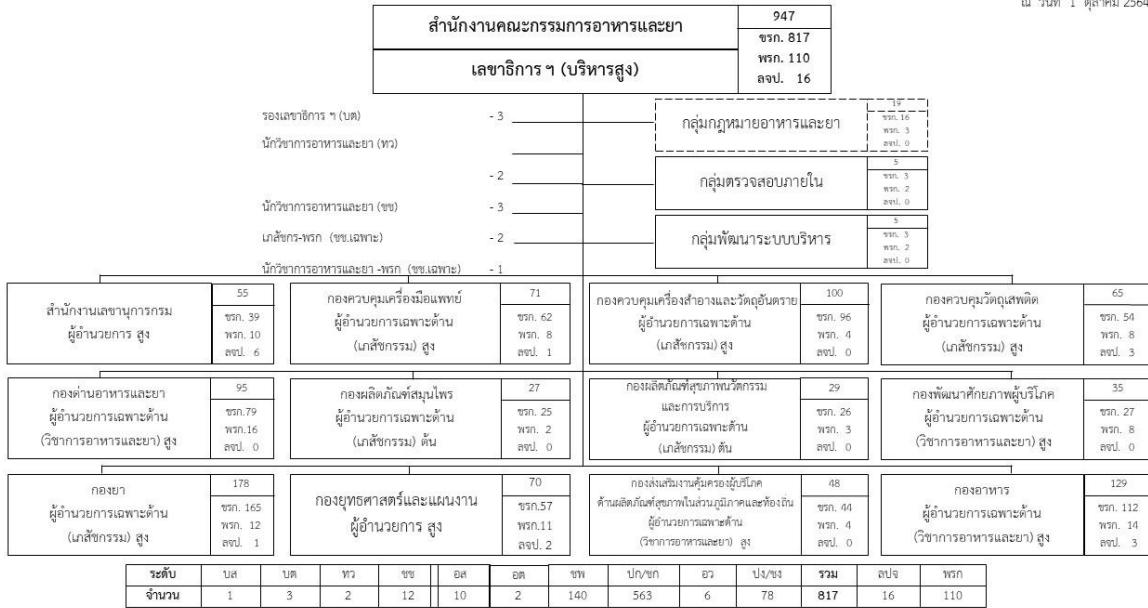 ณ วันที่ 1 ตุลาคม 2564
สำนักงานคณะกรรมการอาหารและยา
947
ขรก. 817
พรก. 110
ลจป. 16
เลขาธิการ ฯ (บริหารสูง)
รองเลขาธิการ ฯ (บต) - 3
นักวิชาการอาหารและยา (ทว)
- 2
นักวิชาการอาหารและยา (ชช) - 3
เภสัชกร-พรก (ชช.เฉพาะ) - 2
นักวิชาการอาหารและยา -พรก (ชช.เฉพาะ) - 1
กลุ่มกฎหมายอาหารและยา
19
ขรก. 16
พรก. 3
ลจป. 0
กลุ่มตรวจสอบภายใน
5
ขรก. 3
พรก. 2
ลจป. 0
กลุ่มพัฒนาระบบบริหาร
5
ขรก. 3
พรก. 2
ลจป. 0
สำนักงานเลขานุการกรม
ผู้อำนวยการ สูง
55
ขรก. 39
พรก. 10
ลจป. 6
กองควบคุมเครื่องมือแพทย์
ผู้อำนวยการเฉพาะด้าน
(เภสัชกรรม) สูง
71
ขรก. 62
พรก. 8
ลจป. 1
กองควบคุมเครื่องสำอางและวัตถุอันตราย
ผู้อำนวยการเฉพาะด้าน
(เภสัชกรรม) สูง
100
ขรก. 96
พรก. 4
ลจป. 0
กองควบคุมวัตถุเสพติด
ผู้อำนวยการเฉพาะด้าน
(เภสัชกรรม) สูง
65
ขรก. 54
พรก. 8
ลจป. 3
กองด่านอาหารและยา
ผู้อำนวยการเฉพาะด้าน
(วิชาการอาหารและยา) สูง
95
ขรก.79
พรก.16
ลจป. 0
กองผลิตภัณฑ์สมุนไพร
ผู้อำนวยการเฉพาะด้าน
(เภสัชกรรม) ต้น
27
ขรก. 25
พรก. 2
ลจป. 0
กองผลิตภัณฑ์สุขภาพนวัตกรรม
และการบริการ
ผู้อำนวยการเฉพาะด้าน
(เภสัชกรรม) ต้น
29
ขรก. 26
พรก. 3
ลจป. 0
กองพัฒนาศักยภาพผู้บริโภค
ผู้อำนวยการเฉพาะด้าน
(วิชาการอาหารและยา) สูง
35
ขรก. 27
พรก. 8
ลจป. 0
กองยา
ผู้อำนวยการเฉพาะด้าน
(เภสัชกรรม) สูง
178
ขรก. 165
พรก. 12
ลจป. 1
กองยุทธศาสตร์และแผนงาน
ผู้อำนวยการ สูง
70
ขรก.57
พรก.11
ลจป. 2
กองส่งเสริมงานคุ้มครองผู้บริโภค
ด้านผลิตภัณฑ์สุขภาพในส่วนภูมิภาคและท้องถิ่น
ผู้อำนวยการเฉพาะด้าน
(วิชาการอาหารและยา) สูง
48
ขรก. 44
พรก. 4
ลจป. 0
กองอาหาร
ผู้อำนวยการเฉพาะด้าน
(วิชาการอาหารและยา) สูง
129
ขรก. 112
พรก. 14
ลจป. 3
ระดับ บส บต ทว ชช อส อต ชพ ปก/ชก อว ปง/ชง รวม ลปจ พรก
จำนวน 1 3 2 12 10 2 140 563 6 78 817 16 110